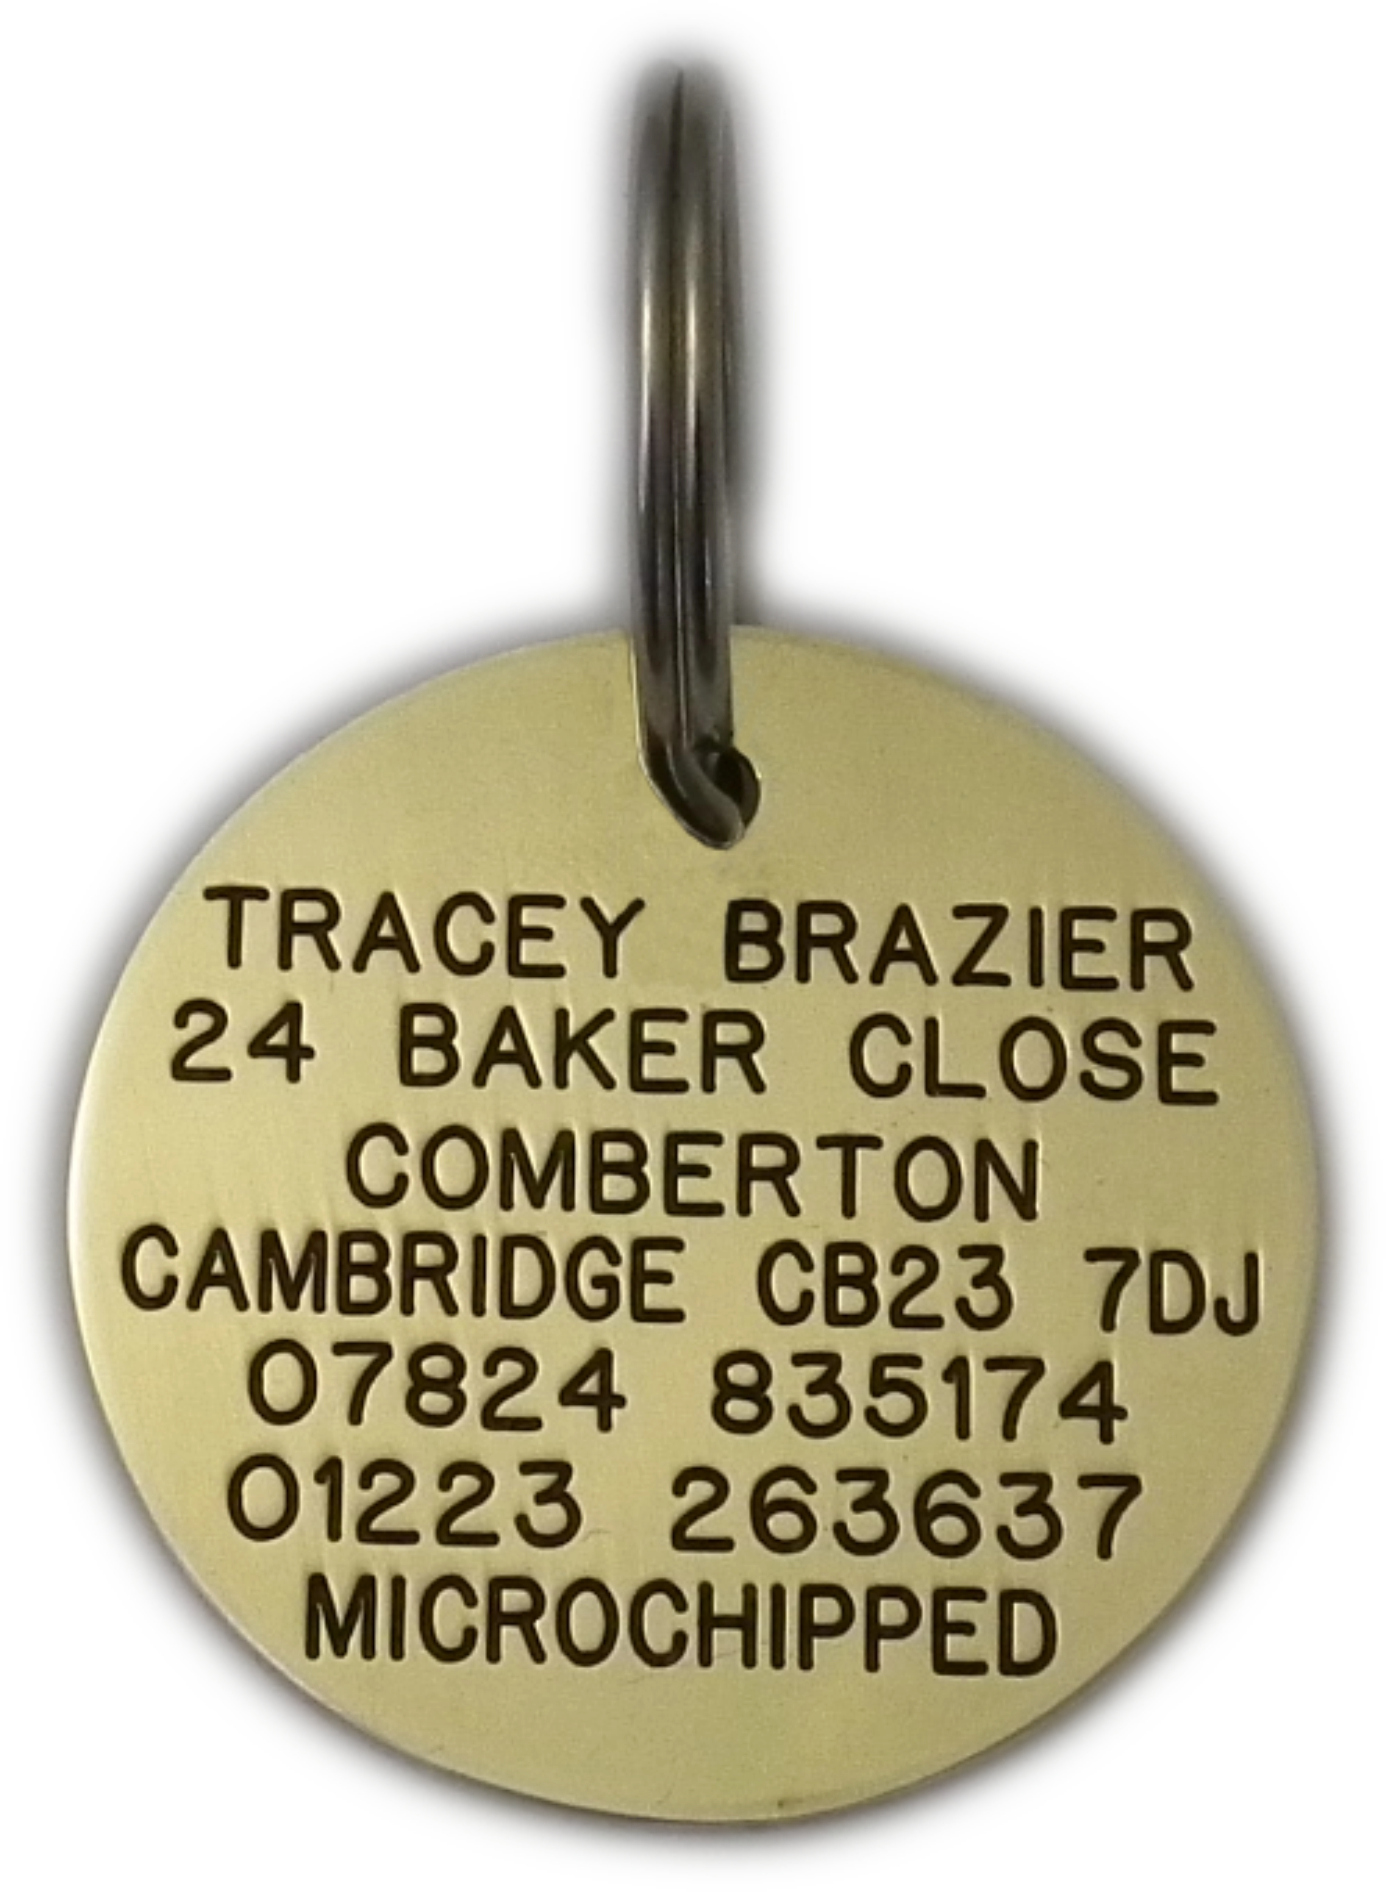 TRACEY BRAZIER
24 BAKER CLOSE
COMBERTON
CAMBRIDGE CB23 7DJ
07824 835174
01223 263637
MICROCHIPPED